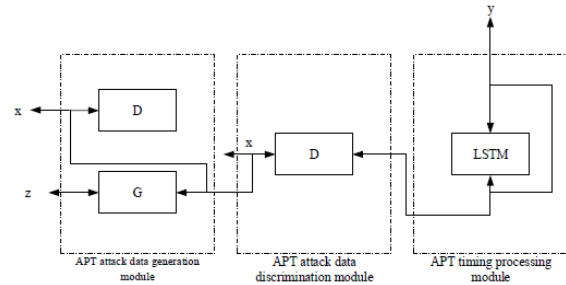 y
x
D
x
D
LSTM
z
G
APT attack data generation
module
APT attack data
discrimination module
APT timing processing
module